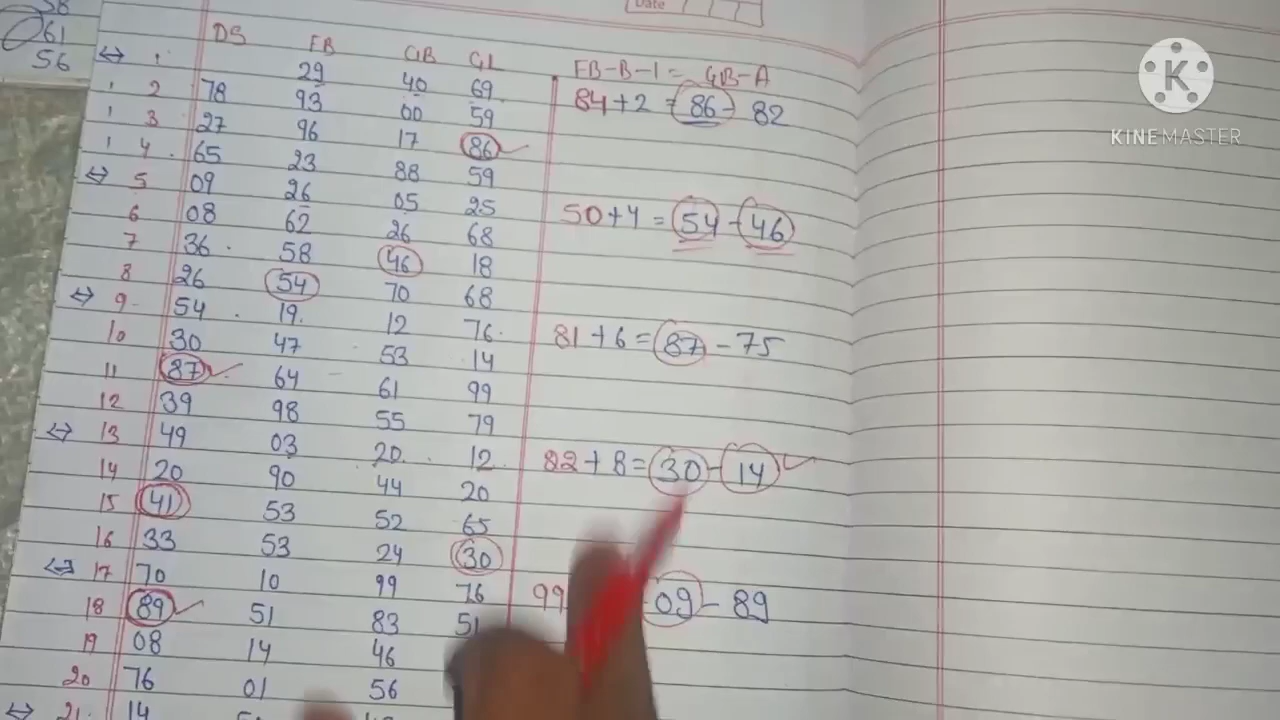 58
61
56
Date
K
KINEMASTER
DS FB GB GL
⇔ 1 29 40 69
1 2 78 93 00 59
1 3 27 96 17 86
1 4 65 23 88 59
⇔ 5 09 26 05 25
6 08 62 26 68
7 36 58 46 18
8 26 54 70 68
⇔ 9 54 19 12 76
10 30 47 53 14
11 87 64 61 99
12 39 98 55 79
⇔ 13 49 03 20 12
14 20 90 44 20
15 41 53 52 65
16 33 53 24 30
⇔ 17 70 10 99 76
18 89 51 83 51
19 08 14 46
20 76 01 56
⇔ 21 14
FB-B-1 = GB-A
84+2 = 86 - 82
50+4 = 54 - 46
81+6 = 87 - 75
82+8 = 30 - 14
99 09 - 89